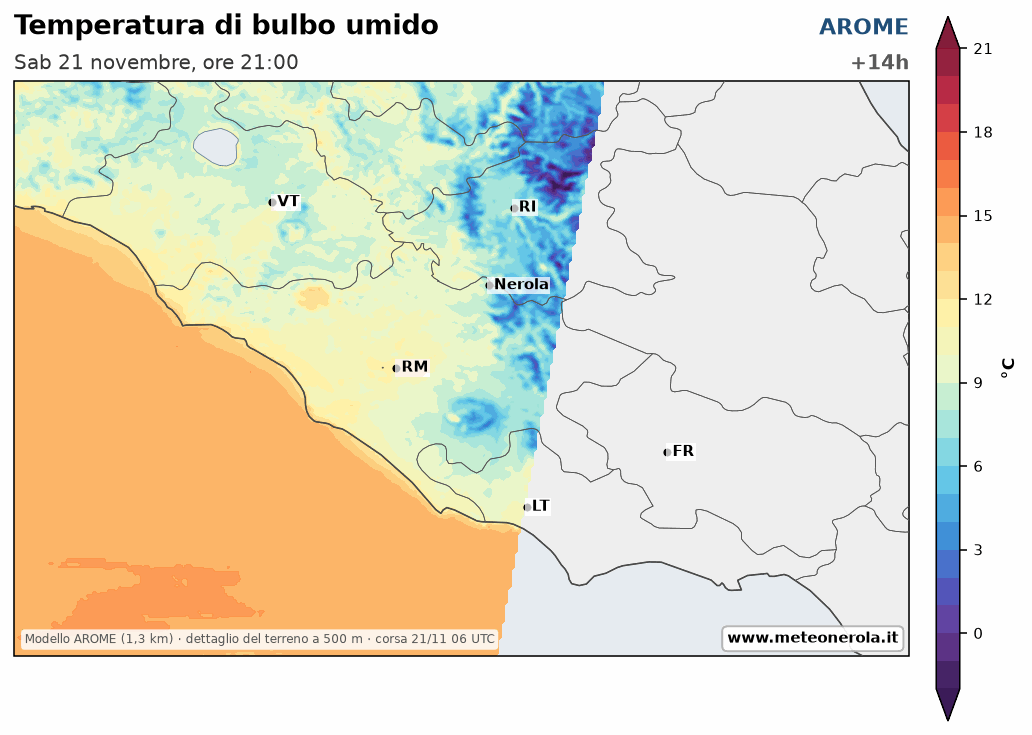 Temperatura di bulbo umido
AROME
Sab 21 novembre, ore 21:00
+14h
VT
RI
Nerola
RM
FR
LT
21
18
15
12
9
6
3
0
°C
Modello AROME (1,3 km) · dettaglio del terreno a 500 m · corsa 21/11 06 UTC
www.meteonerola.it